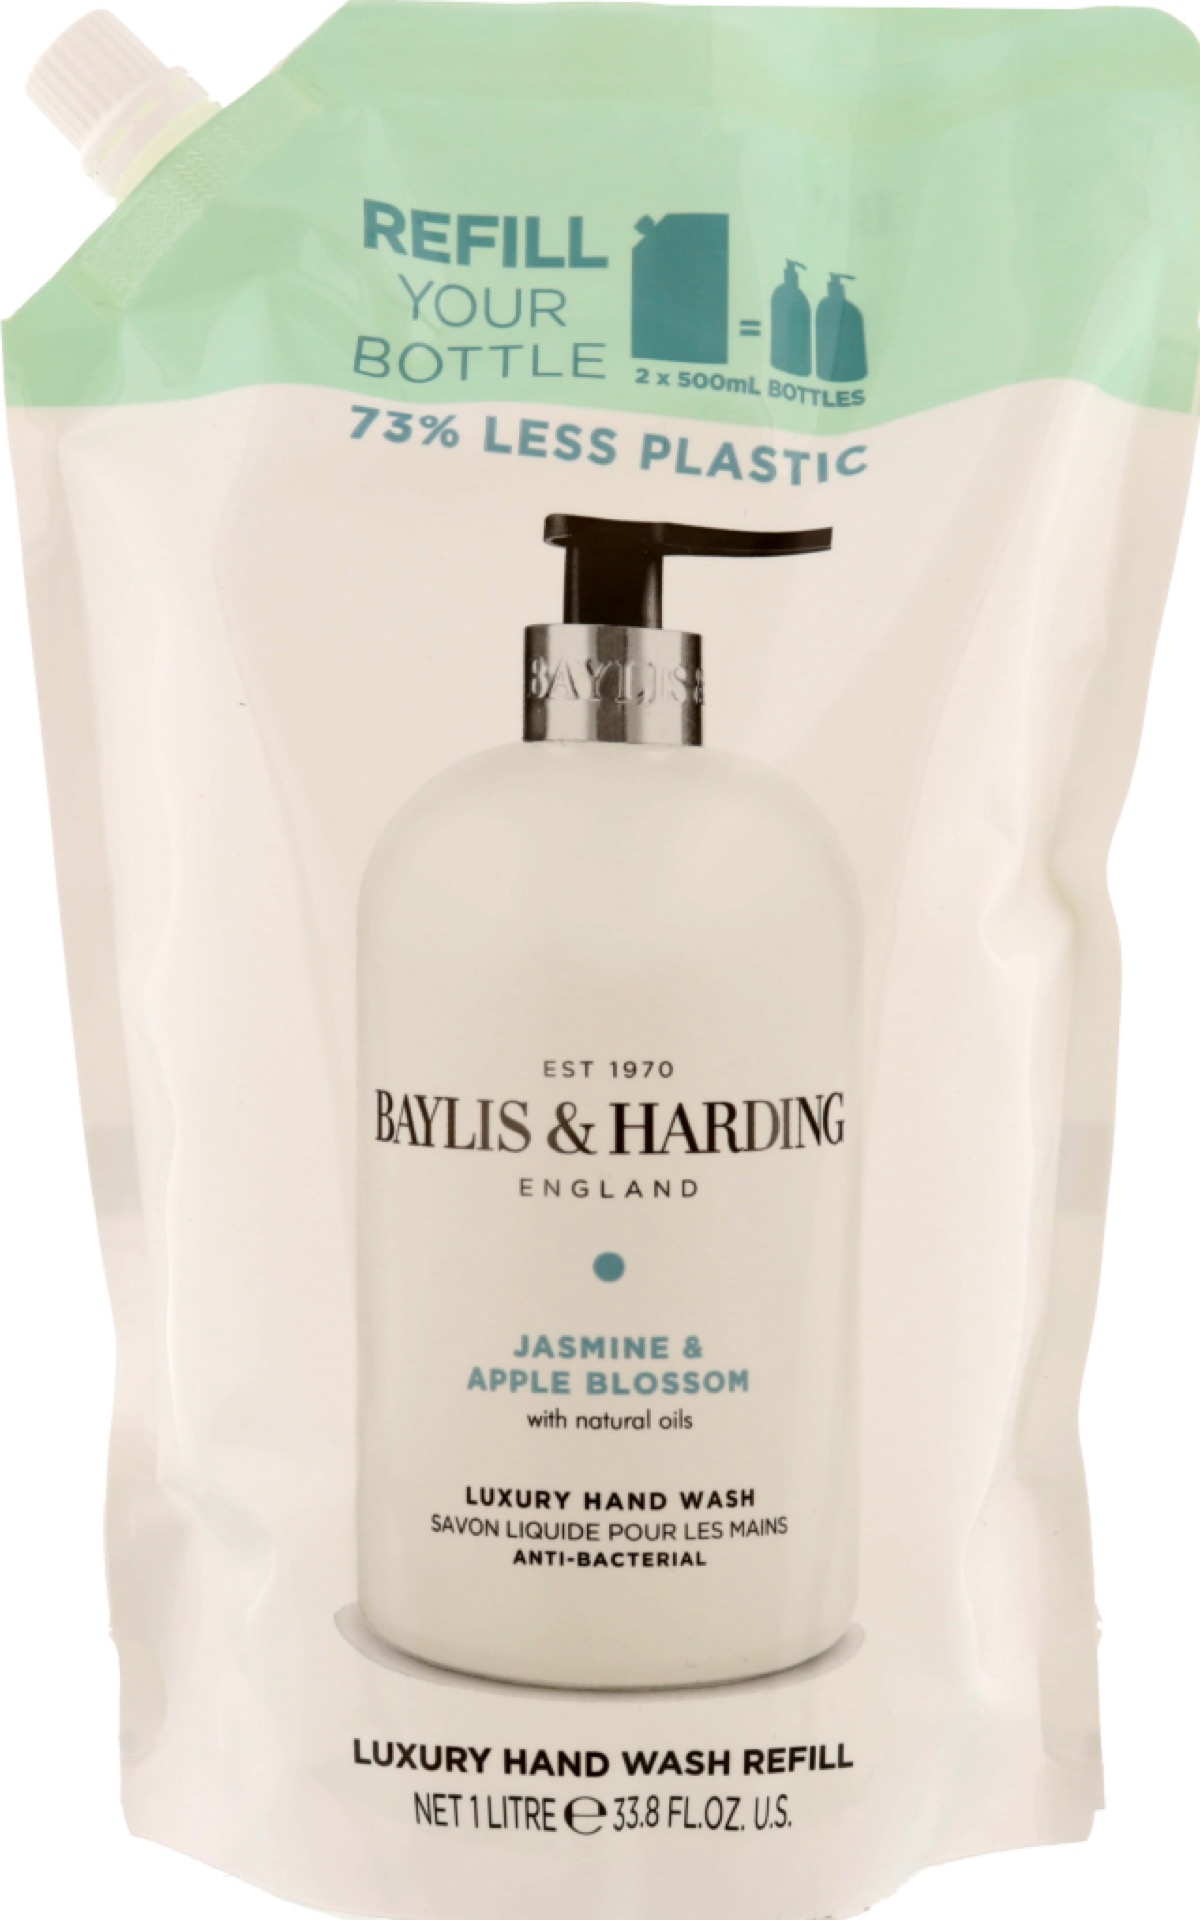 REFILL
YOUR
BOTTLE
=
2 x 500mL BOTTLES
73% LESS PLASTIC
BAYLIS &
EST 1970
BAYLIS & HARDING
ENGLAND
JASMINE &
APPLE BLOSSOM
with natural oils
LUXURY HAND WASH
SAVON LIQUIDE POUR LES MAINS
ANTI-BACTERIAL
LUXURY HAND WASH REFILL
NET 1 LITRE ℮ 33.8 FL.OZ. U.S.